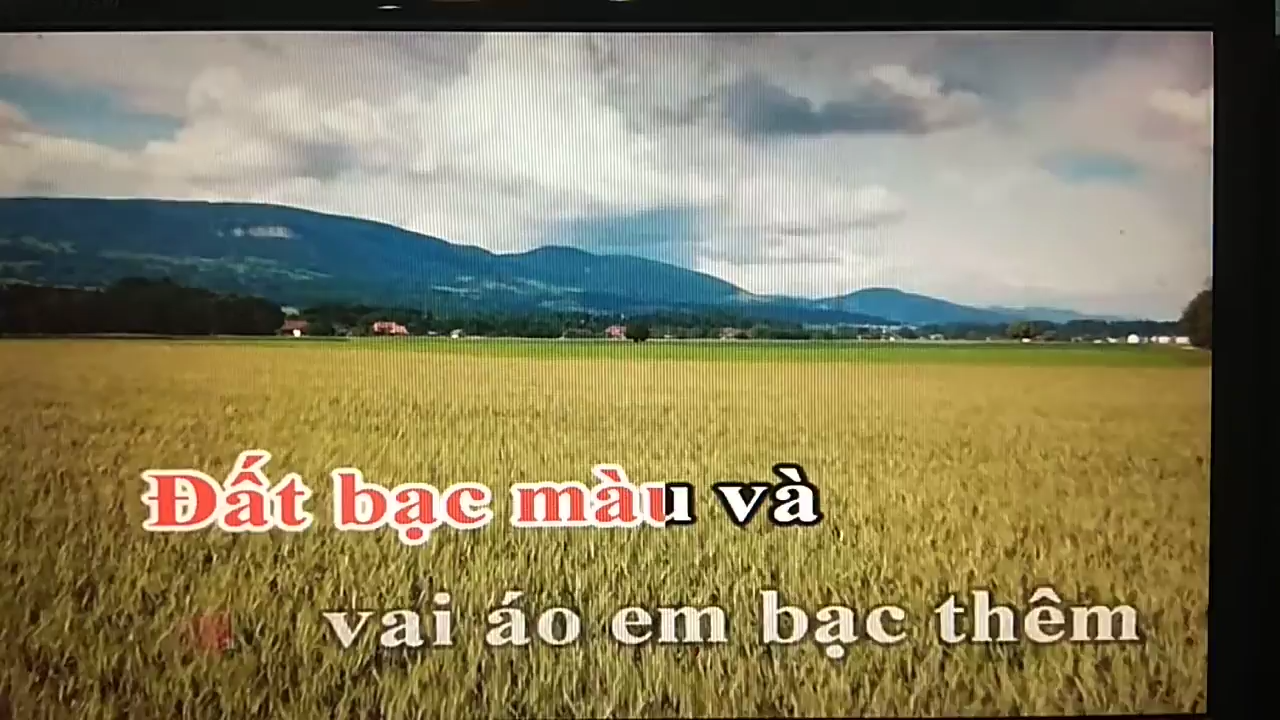 Đất bạc màu và
vai áo em bạc thêm